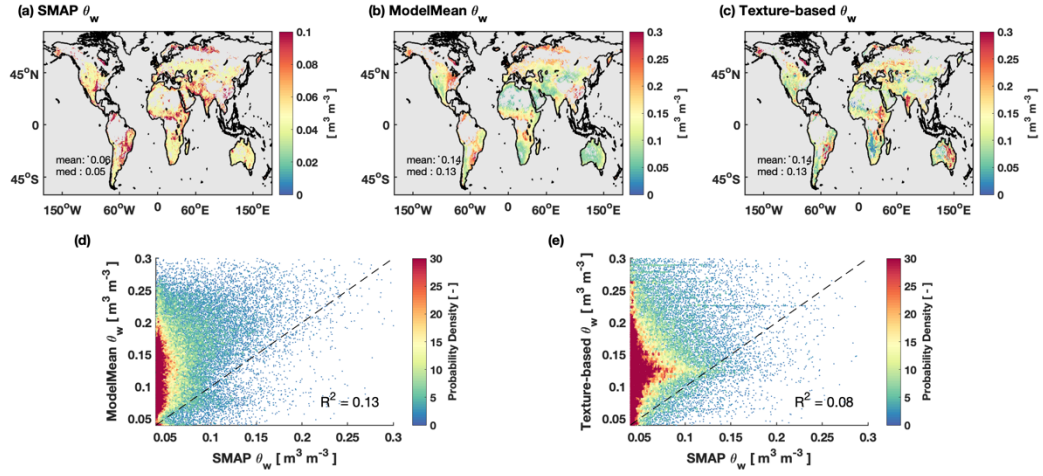 (a) SMAP θw
(b) ModelMean θw
(c) Texture-based θw
45°N
0
45°S
mean: 0.06
med : 0.05
150°W
60°W
0
60°E
150°E
0.1
0.08
0.06
0.04
0.02
0
[ m³ m⁻³ ]
45°N
0
45°S
mean: 0.14
med : 0.13
150°W
60°W
0
60°E
150°E
0.3
0.25
0.2
0.15
0.1
0.05
0
[ m³ m⁻³ ]
45°N
0
45°S
mean: 0.14
med : 0.13
150°W
60°W
0
60°E
150°E
0.3
0.25
0.2
0.15
0.1
0.05
0
[ m³ m⁻³ ]
(d)
ModelMean θw [ m³ m⁻³ ]
0.3
0.25
0.2
0.15
0.1
0.05
R² = 0.13
0.05
0.1
0.15
0.2
0.25
0.3
SMAP θw [ m³ m⁻³ ]
30
25
20
15
10
5
0
Probability Density [ - ]
(e)
Texture-based θw [ m³ m⁻³ ]
0.3
0.25
0.2
0.15
0.1
0.05
R² = 0.08
0.05
0.1
0.15
0.2
0.25
0.3
SMAP θw [ m³ m⁻³ ]
30
25
20
15
10
5
0
Probability Density [ - ]